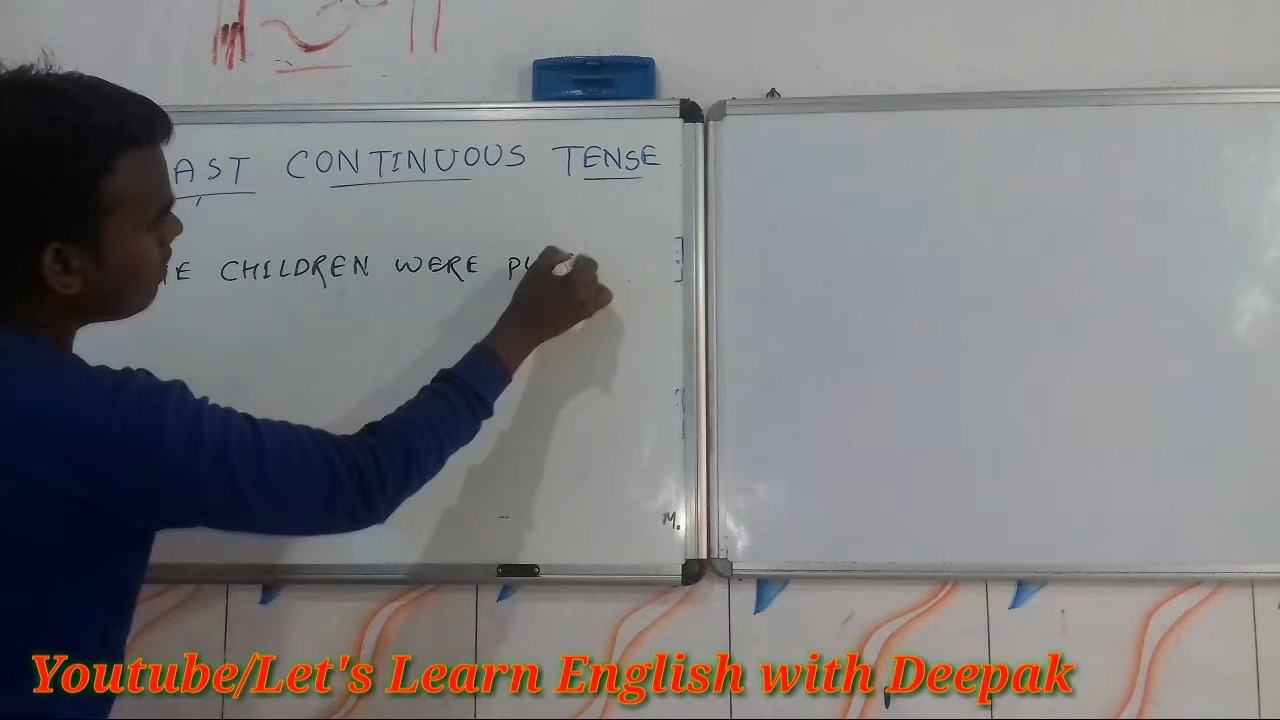 AST CONTINUOUS TENSE
E CHILDREN WERE
M.
Youtube/Let's Learn English with Deepak